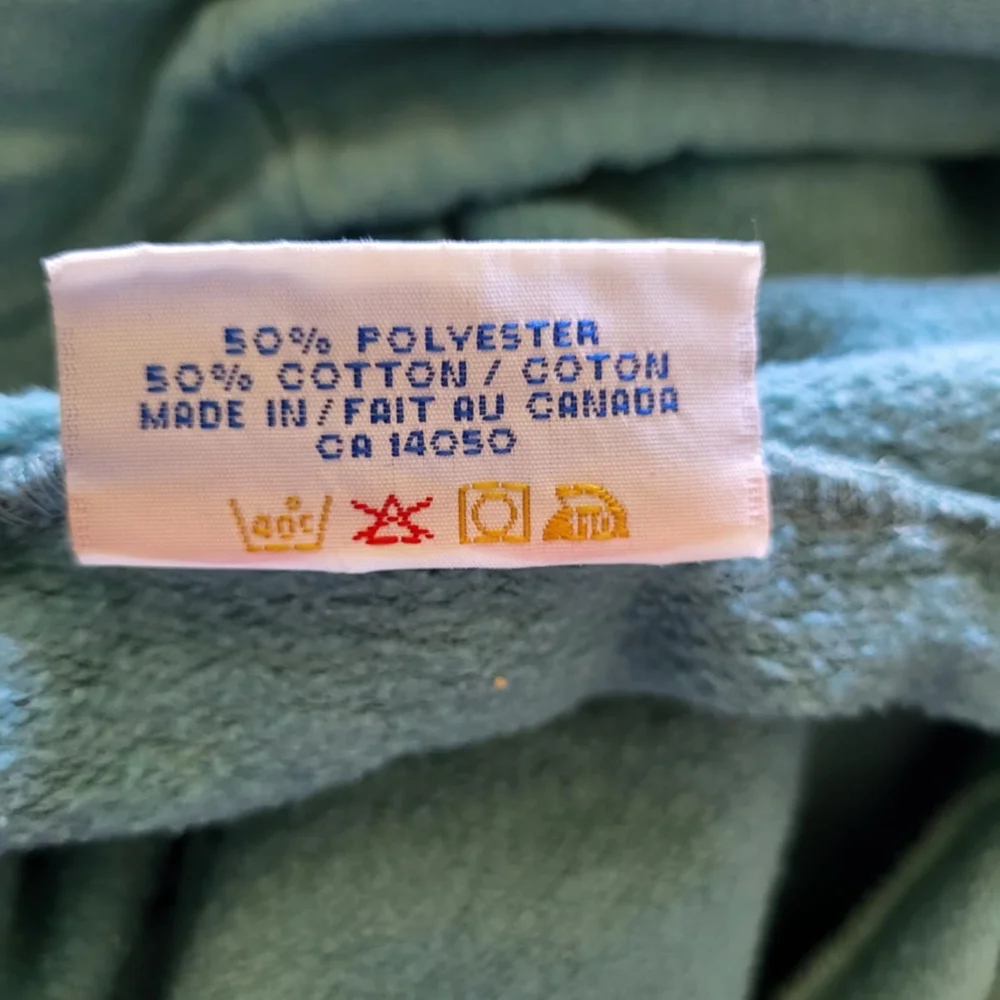 50% POLYESTER
50% COTTON / COTON
MADE IN / FAIT AU CANADA
CA 14050